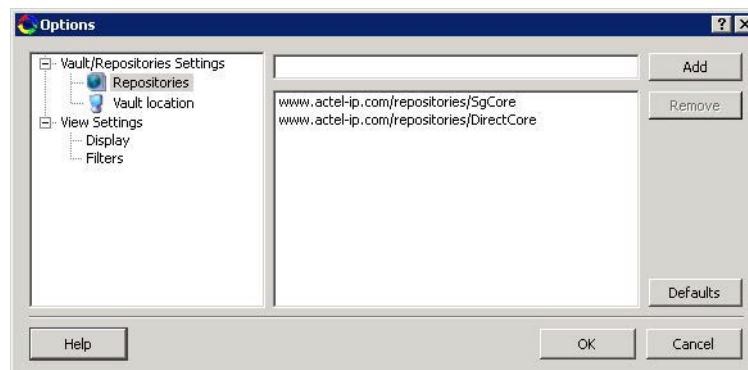 Options
Vault/Repositories Settings
Repositories
Vault location
View Settings
Display
Filters
Add
www.actel-ip.com/repositories/SgCore
www.actel-ip.com/repositories/DirectCore
Remove
Defaults
Help
OK
Cancel